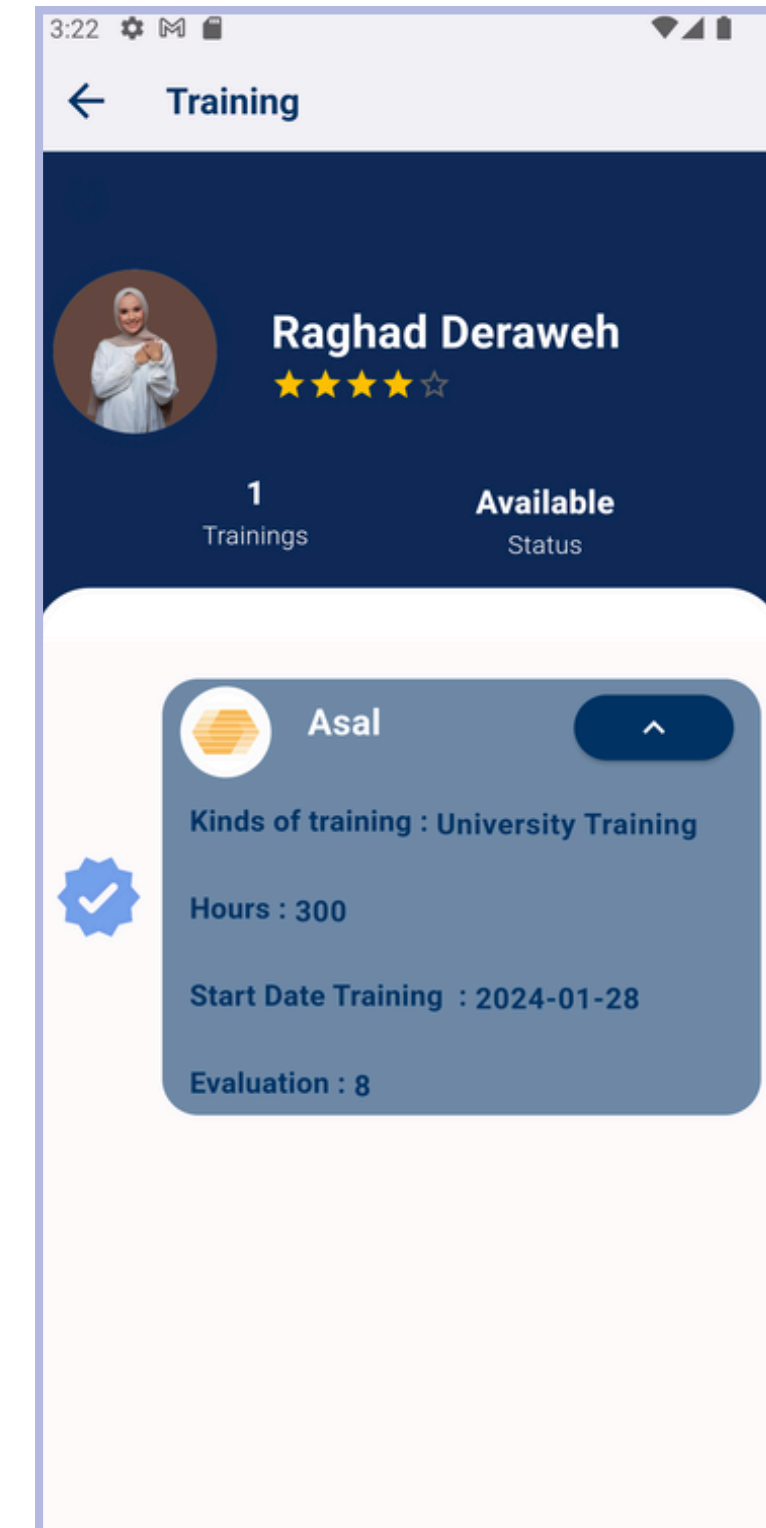 3:22
Training
Raghad Deraweh
1
Trainings
Available
Status
Asal
Kinds of training : University Training
Hours : 300
Start Date Training : 2024-01-28
Evaluation : 8